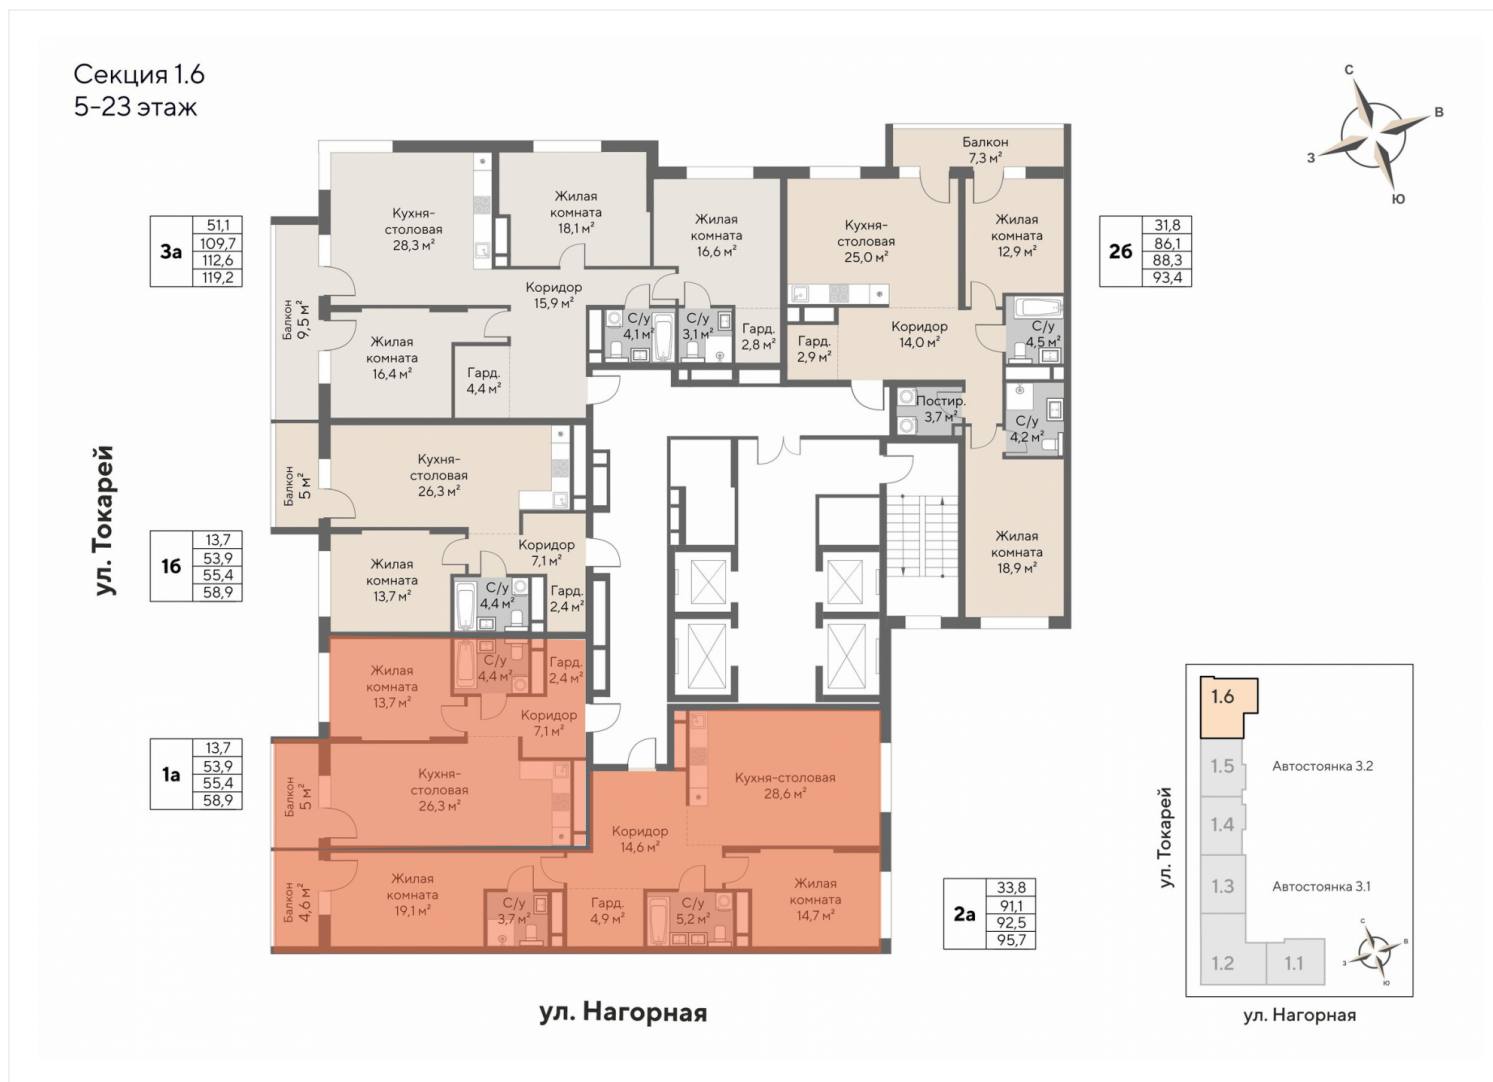 Секция 1.6
5-23 этаж
С
В
З
Ю
Балкон
7,3 м²
Кухня-
столовая
28,3 м²
Жилая
комната
18,1 м²
Жилая
комната
16,6 м²
Кухня-
столовая
25,0 м²
Жилая
комната
12,9 м²
3а
51,1
109,7
112,6
119,2
2б
31,8
86,1
88,3
93,4
Балкон
9,5 м²
Коридор
15,9 м²
С/у
4,1 м²
С/у
3,1 м²
Гард.
2,8 м²
Гард.
2,9 м²
Коридор
14,0 м²
С/у
4,5 м²
Жилая
комната
16,4 м²
Гард.
4,4 м²
Постир.
3,7 м²
С/у
4,2 м²
Балкон
5 м²
Кухня-
столовая
26,3 м²
ул. Токарей
1б
13,7
53,9
55,4
58,9
Жилая
комната
13,7 м²
Коридор
7,1 м²
С/у
4,4 м²
Гард.
2,4 м²
Жилая
комната
18,9 м²
Жилая
комната
13,7 м²
С/у
4,4 м²
Гард.
2,4 м²
Коридор
7,1 м²
1а
13,7
53,9
55,4
58,9
Балкон
5 м²
Кухня-
столовая
26,3 м²
Кухня-столовая
28,6 м²
Коридор
14,6 м²
Балкон
4,6 м²
Жилая
комната
19,1 м²
С/у
3,7 м²
Гард.
4,9 м²
С/у
5,2 м²
Жилая
комната
14,7 м²
2а
33,8
91,1
92,5
95,7
ул. Нагорная
1.6
1.5
Автостоянка 3.2
1.4
ул. Токарей
1.3
Автостоянка 3.1
С
В
З
Ю
1.2
1.1
ул. Нагорная